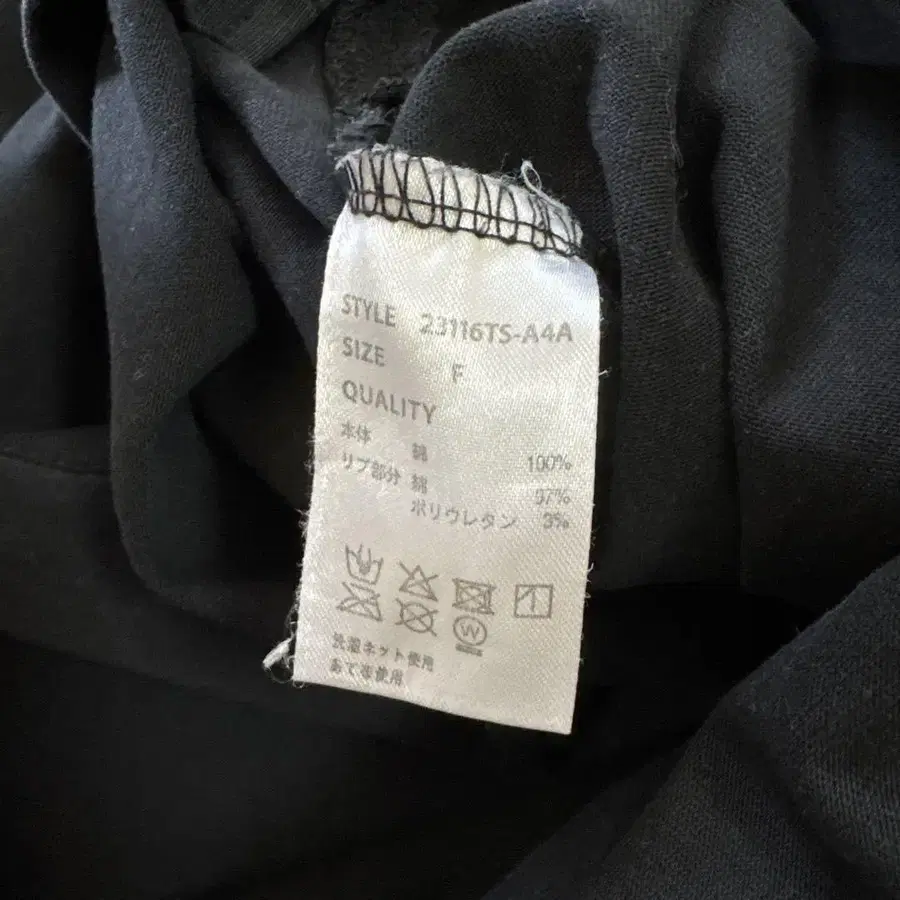 STYLE 23116TS-A4A
SIZE F
QUALITY
本体 綿 100%
リブ部分 綿 97%
ポリウレタン 3%
W
洗濯ネット使用
あて布使用